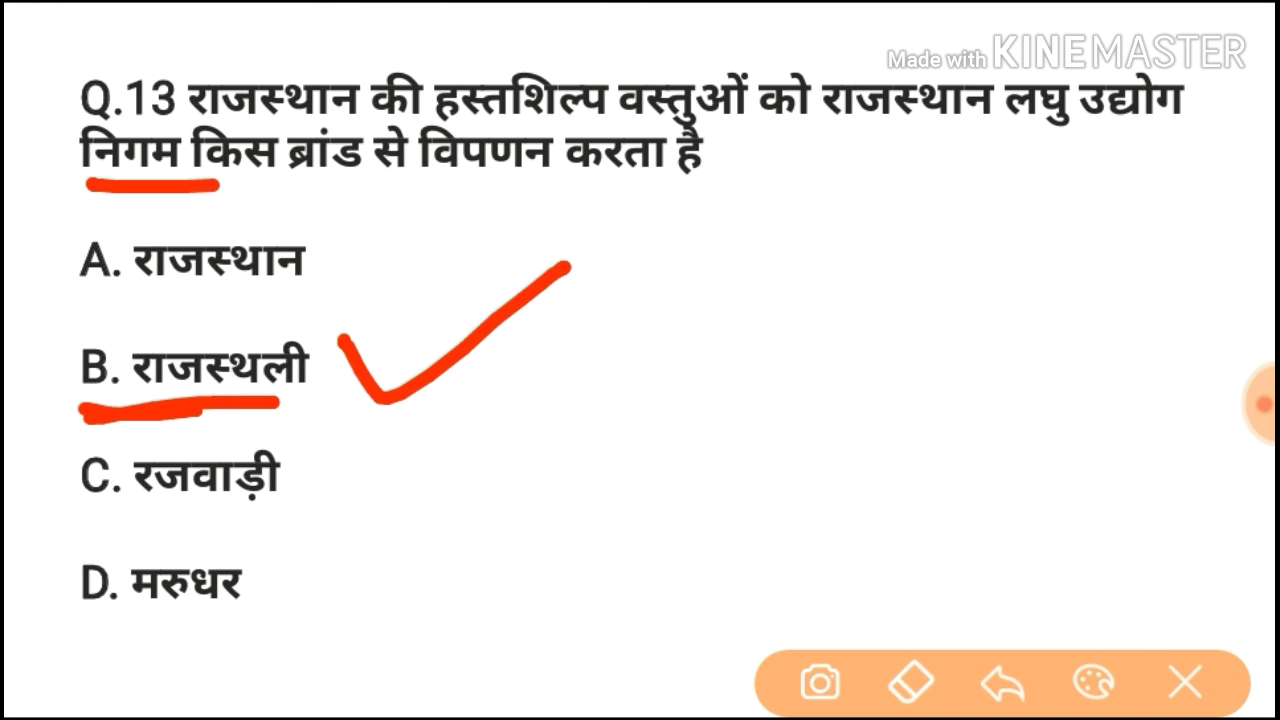 Made with KINEMASTER
Q.13 राजस्थान की हस्तशिल्प वस्तुओं को राजस्थान लघु उद्योग
निगम किस ब्रांड से विपणन करता है
A. राजस्थान
B. राजस्थली
C. रजवाड़ी
D. मरुधर